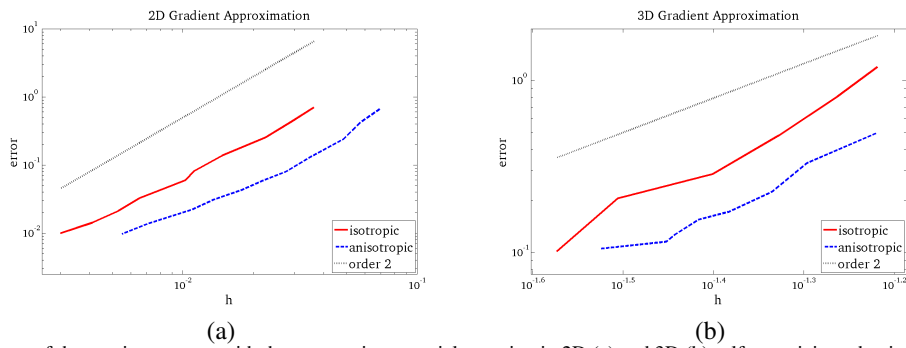 2D Gradient Approximation
10^1
10^0
10^-1
10^-2
error
10^-2
10^-1
h
isotropic
anisotropic
order 2
(a)
3D Gradient Approximation
10^0
10^-1
error
10^-1.6
10^-1.5
10^-1.4
10^-1.3
10^-1.2
h
isotropic
anisotropic
order 2
(b)